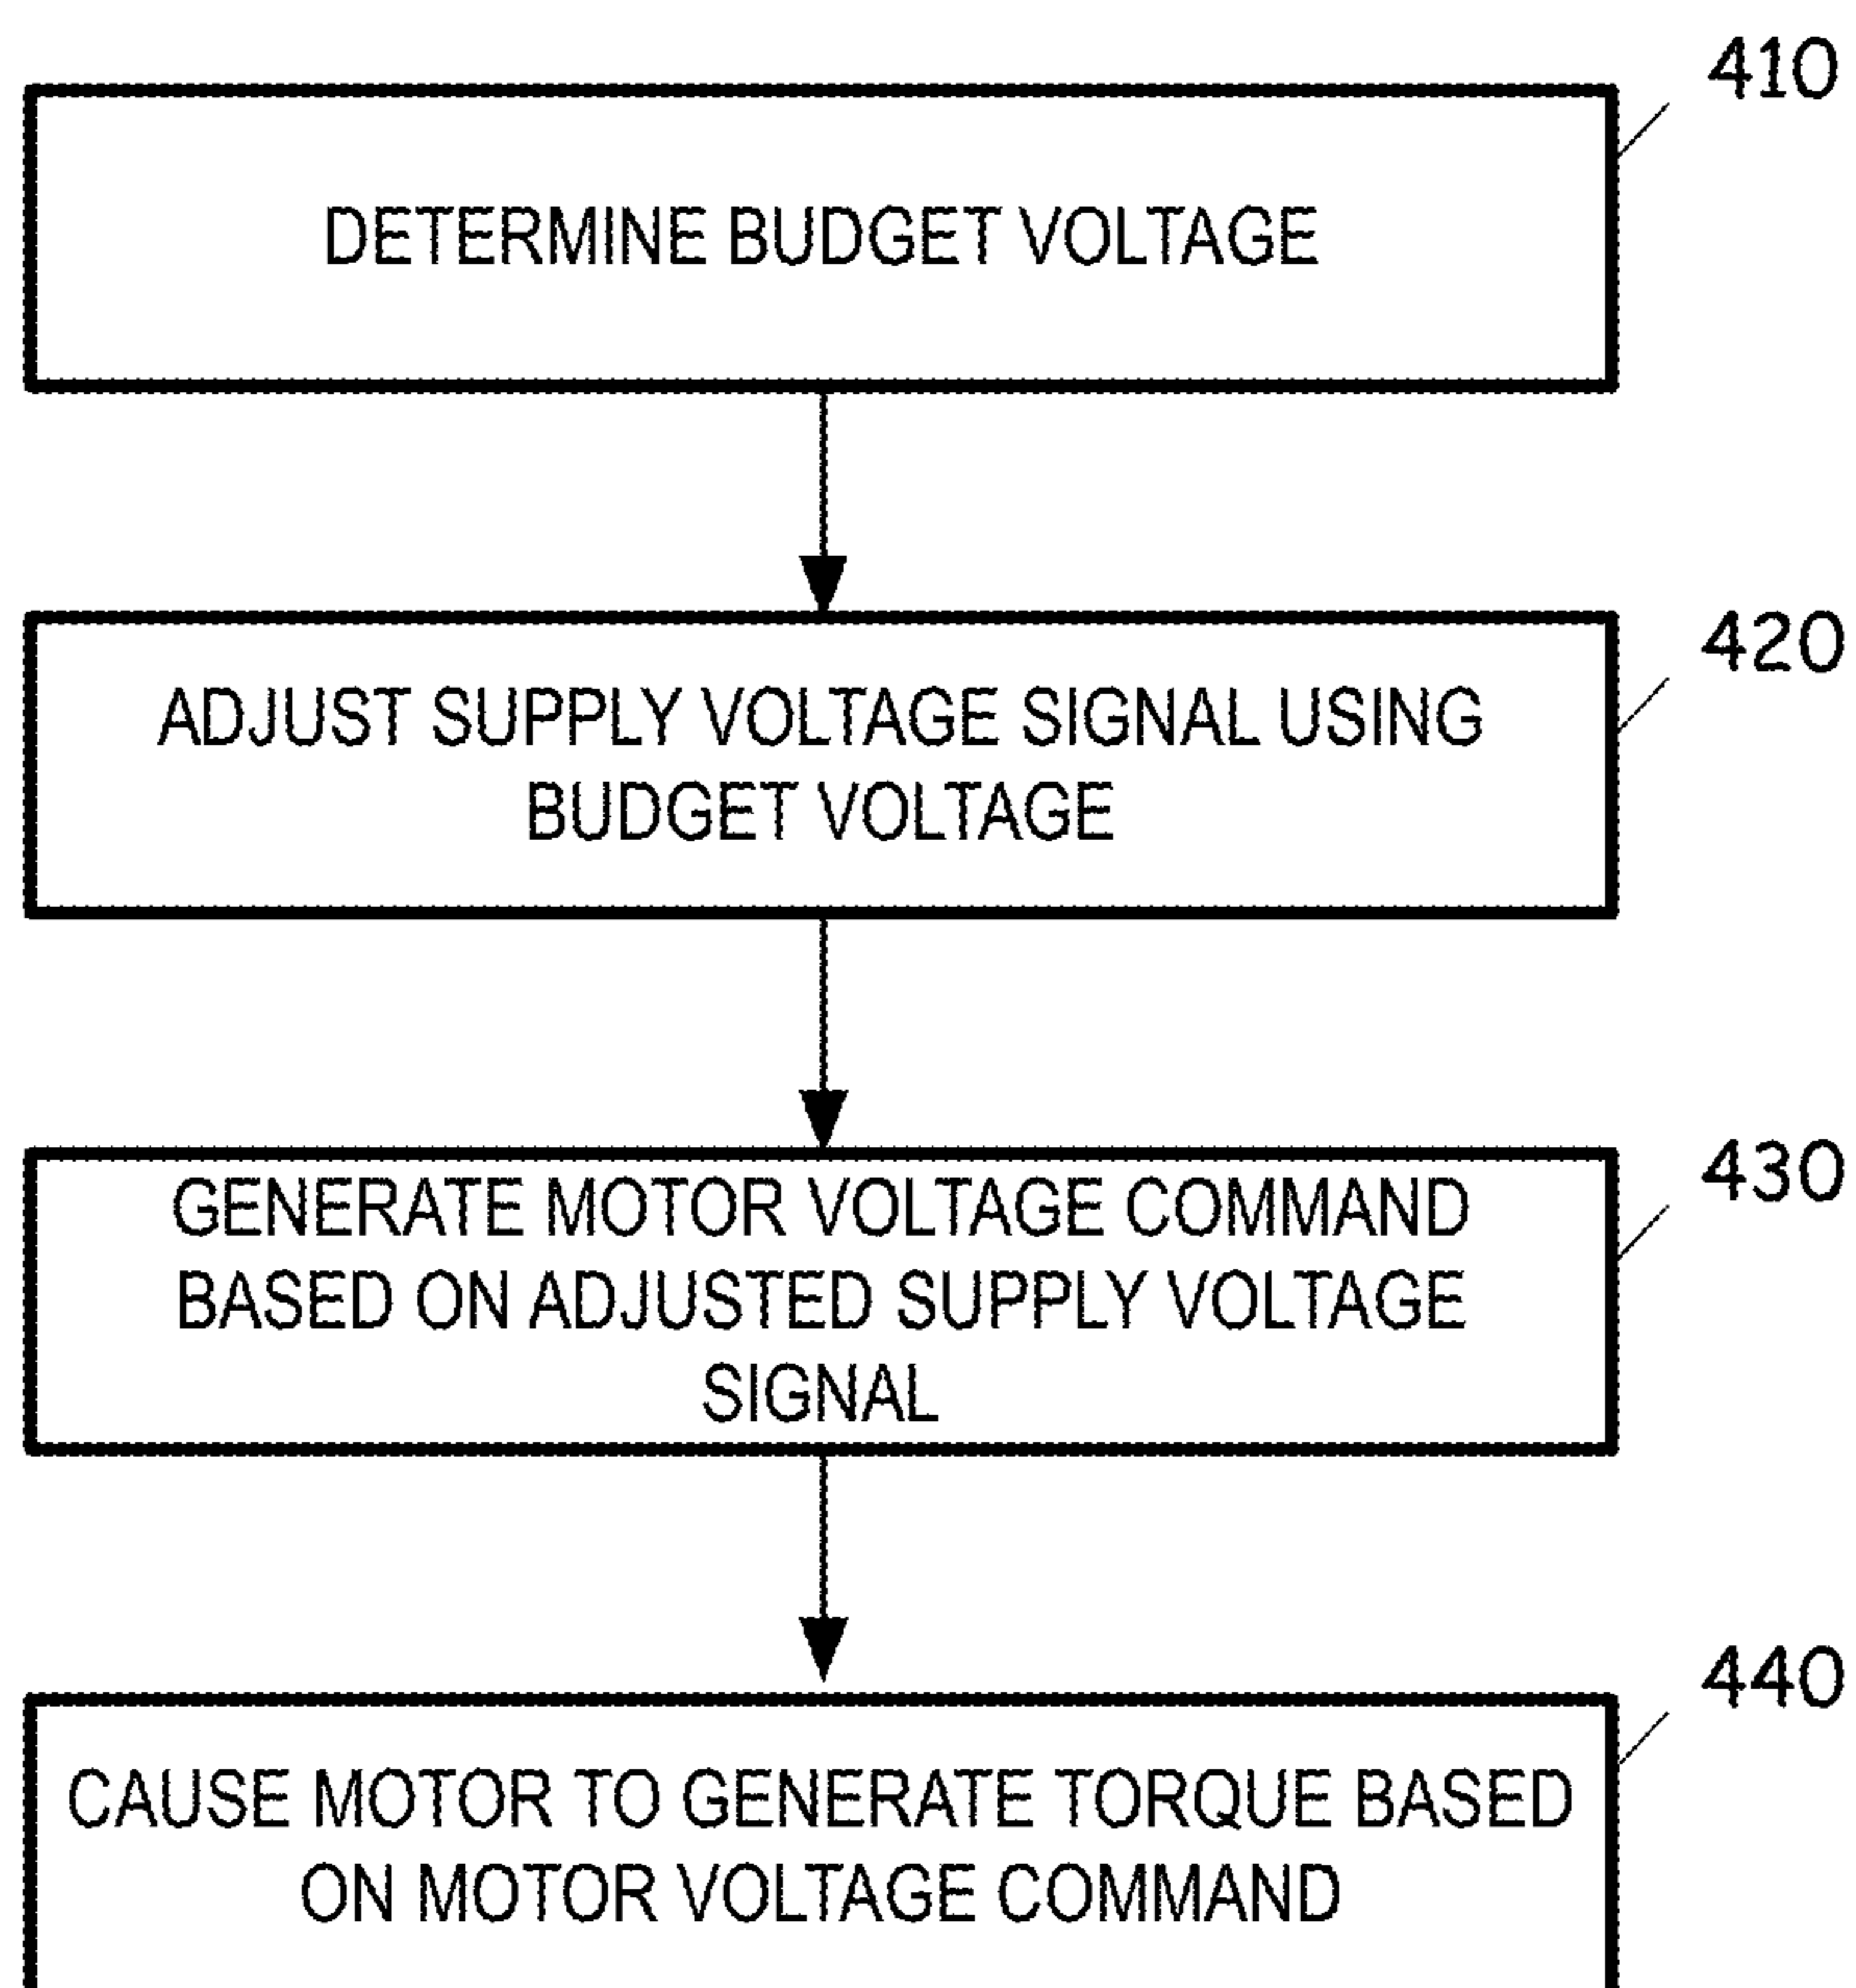 410
DETERMINE BUDGET VOLTAGE
420
ADJUST SUPPLY VOLTAGE SIGNAL USING
BUDGET VOLTAGE
430
GENERATE MOTOR VOLTAGE COMMAND
BASED ON ADJUSTED SUPPLY VOLTAGE
SIGNAL
440
CAUSE MOTOR TO GENERATE TORQUE BASED
ON MOTOR VOLTAGE COMMAND